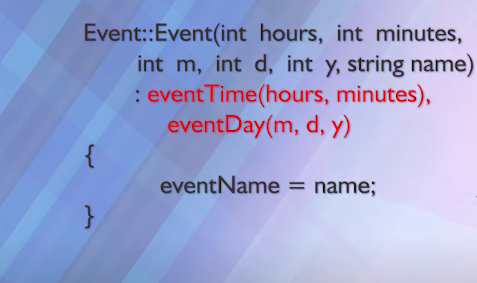 Event::Event(int hours, int minutes,
int m, int d, int y, string name)
: eventTime(hours, minutes),
eventDay(m, d, y)
{
eventName = name;
}